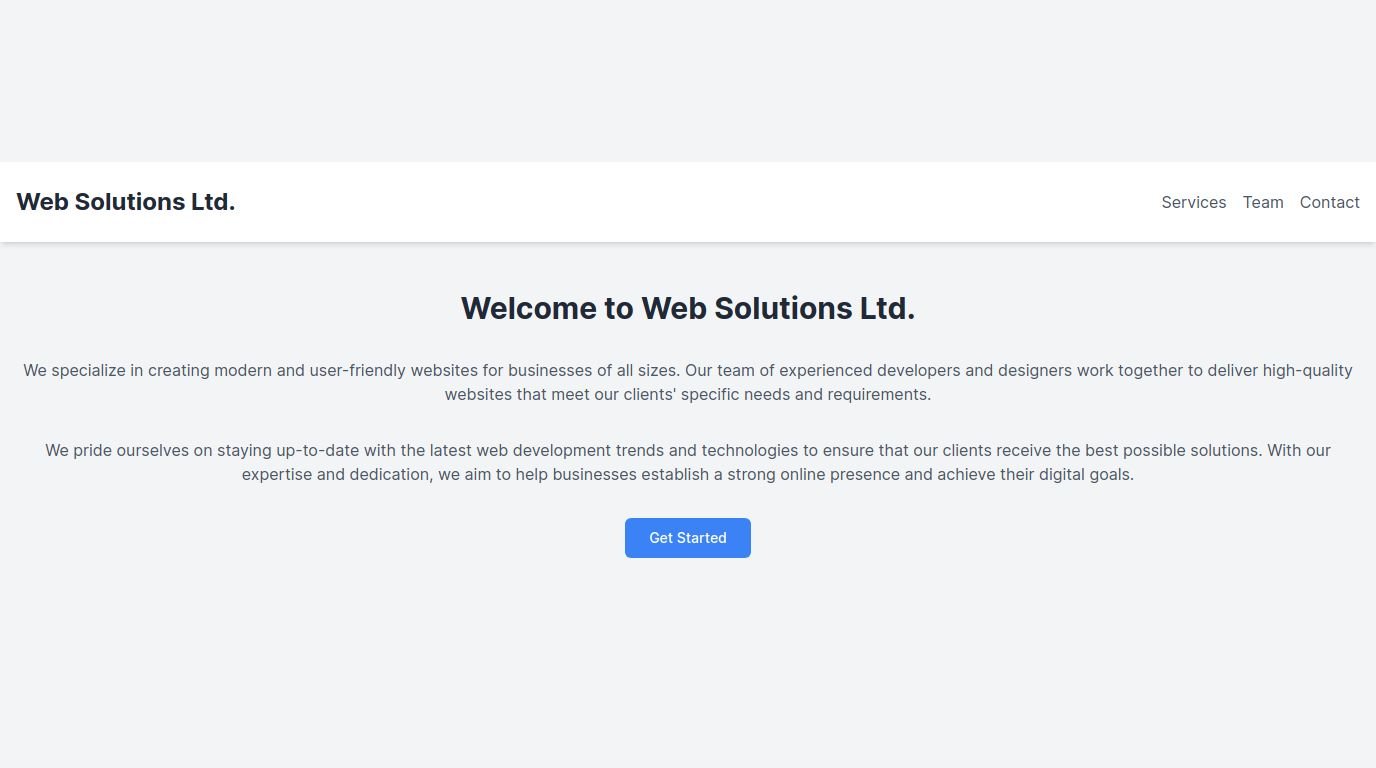 Web Solutions Ltd.
Services Team Contact
Welcome to Web Solutions Ltd.
We specialize in creating modern and user-friendly websites for businesses of all sizes. Our team of experienced developers and designers work together to deliver high-quality
websites that meet our clients' specific needs and requirements.
We pride ourselves on staying up-to-date with the latest web development trends and technologies to ensure that our clients receive the best possible solutions. With our
expertise and dedication, we aim to help businesses establish a strong online presence and achieve their digital goals.
Get Started